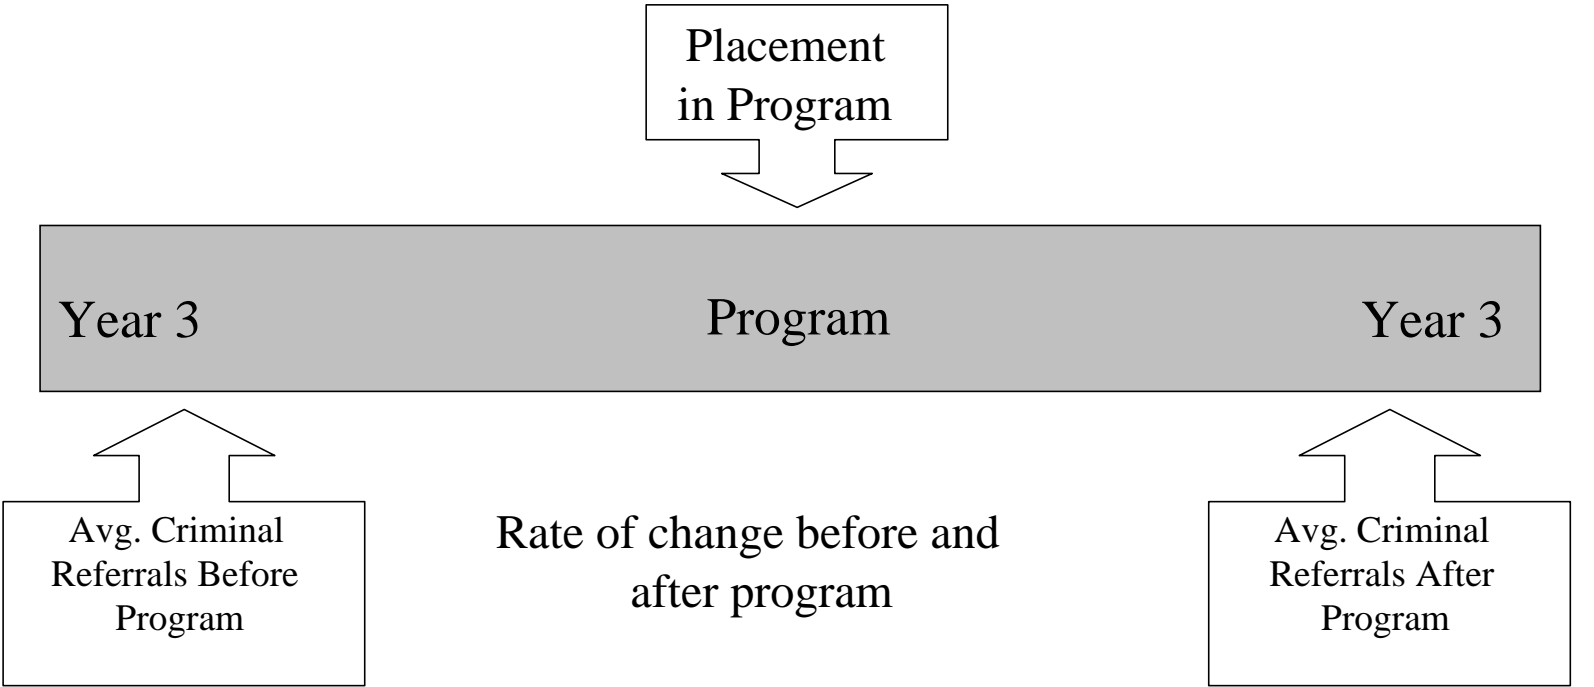 Placement
in Program
Year 3
Program
Year 3
Avg. Criminal
Referrals Before
Program
Rate of change before and
after program
Avg. Criminal
Referrals After
Program